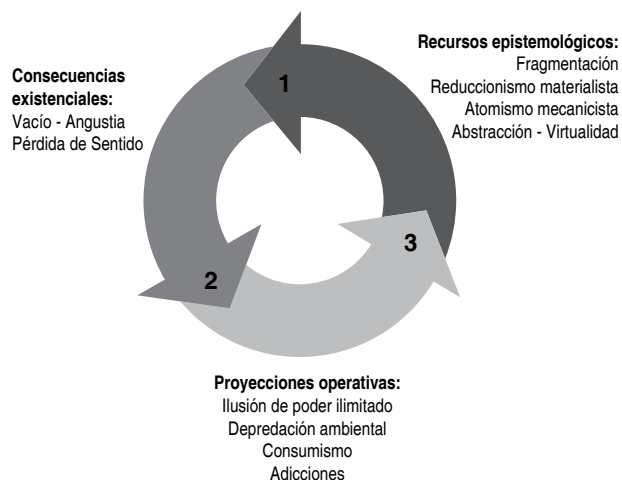 1
Recursos epistemológicos:
Fragmentación
Reduccionismo materialista
Atomismo mecanicista
Abstracción - Virtualidad
Consecuencias
existenciales:
Vacío - Angustia
Pérdida de Sentido
2
3
Proyecciones operativas:
Ilusión de poder ilimitado
Depredación ambiental
Consumismo
Adicciones